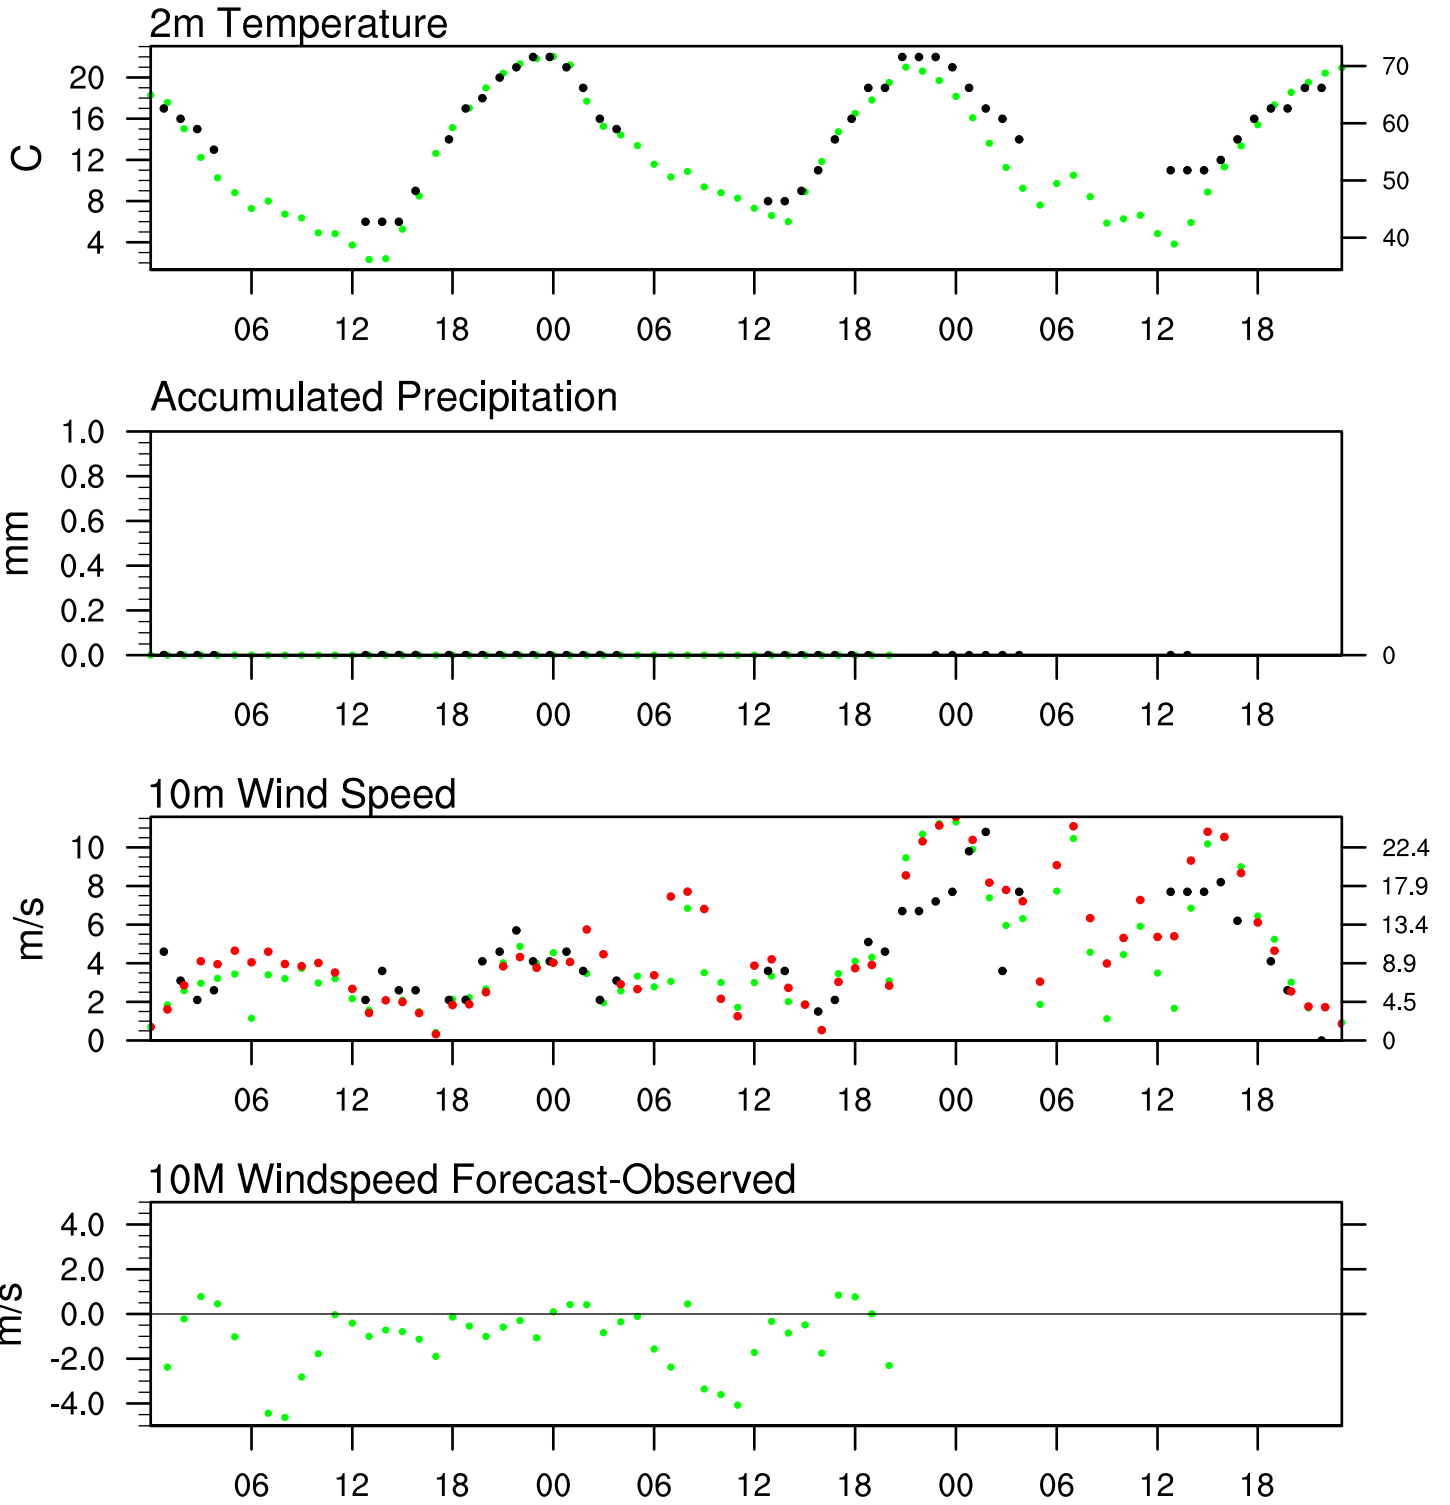 2m Temperature
C
20
16
12
8
4
70
60
50
40
06 12 18 00 06 12 18 00 06 12 18
Accumulated Precipitation
mm
1.0
0.8
0.6
0.4
0.2
0.0
0
06 12 18 00 06 12 18 00 06 12 18
10m Wind Speed
m/s
10
8
6
4
2
0
22.4
17.9
13.4
8.9
4.5
0
06 12 18 00 06 12 18 00 06 12 18
10M Windspeed Forecast-Observed
m/s
4.0
2.0
0.0
-2.0
-4.0
06 12 18 00 06 12 18 00 06 12 18